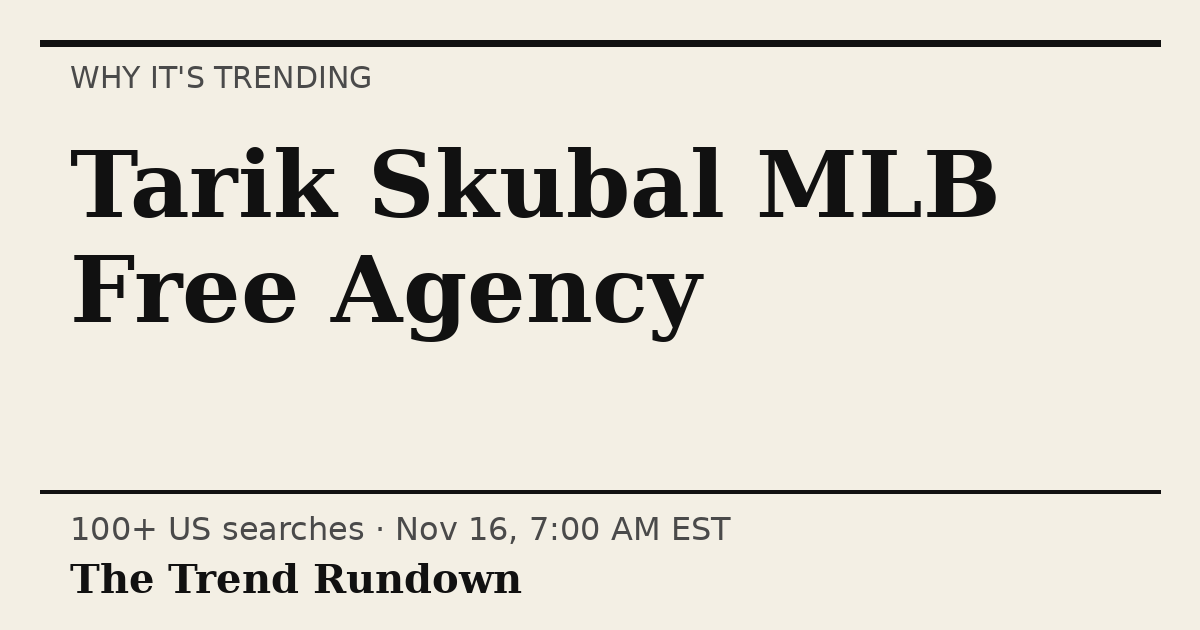 WHY IT'S TRENDING
Tarik Skubal MLB
Free Agency
100+ US searches · Nov 16, 7:00 AM EST
The Trend Rundown